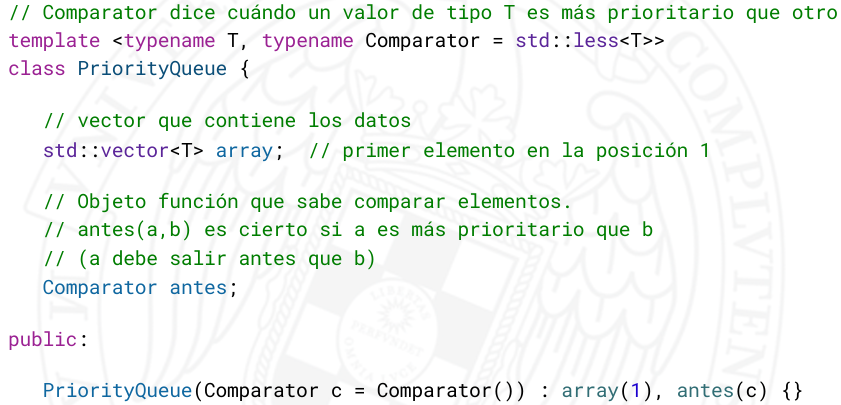 // Comparator dice cuándo un valor de tipo T es más prioritario que otro
template <typename T, typename Comparator = std::less<T>>
class PriorityQueue {
// vector que contiene los datos
std::vector<T> array;  // primer elemento en la posición 1
// Objeto función que sabe comparar elementos.
// antes(a,b) es cierto si a es más prioritario que b
// (a debe salir antes que b)
Comparator antes;
public:
PriorityQueue(Comparator c = Comparator()) : array(1), antes(c) {}